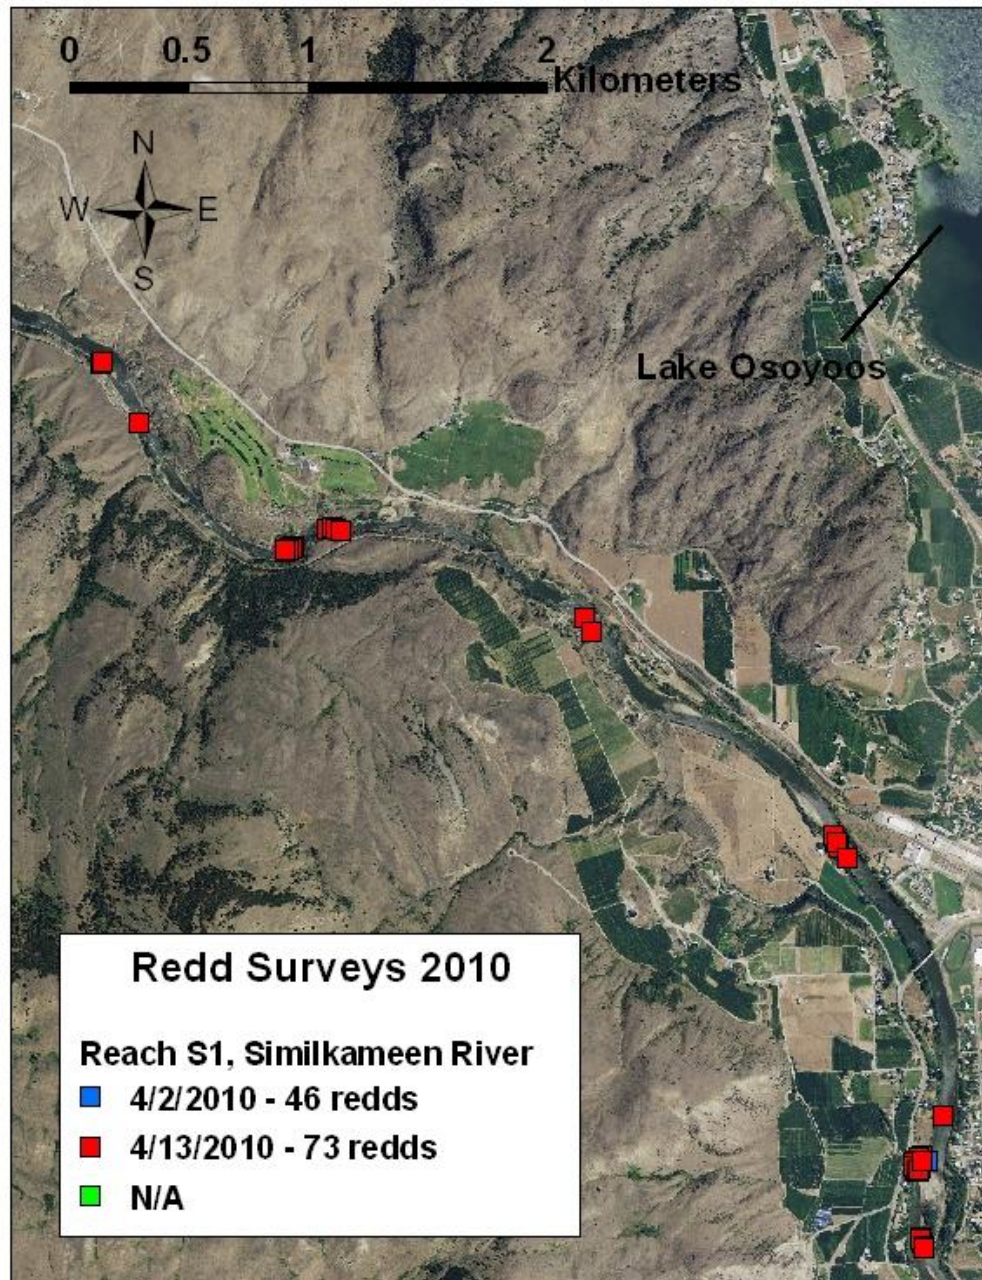 0 0.5 1 2
Kilometers
N
W E
S
Lake Osoyoos
Redd Surveys 2010
Reach S1, Similkameen River
4/2/2010 - 46 redds
4/13/2010 - 73 redds
N/A